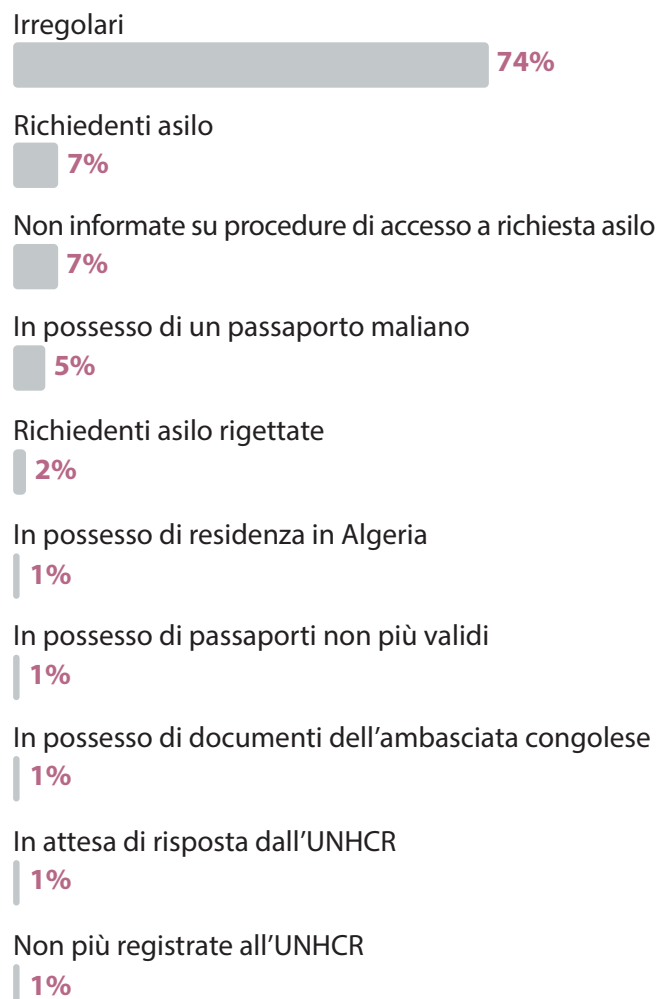 Irregolari
74%
Richiedenti asilo
7%
Non informate su procedure di accesso a richiesta asilo
7%
In possesso di un passaporto maliano
5%
Richiedenti asilo rigettate
2%
In possesso di residenza in Algeria
1%
In possesso di passaporti non più validi
1%
In possesso di documenti dell’ambasciata congolese
1%
In attesa di risposta dall’UNHCR
1%
Non più registrate all’UNHCR
1%